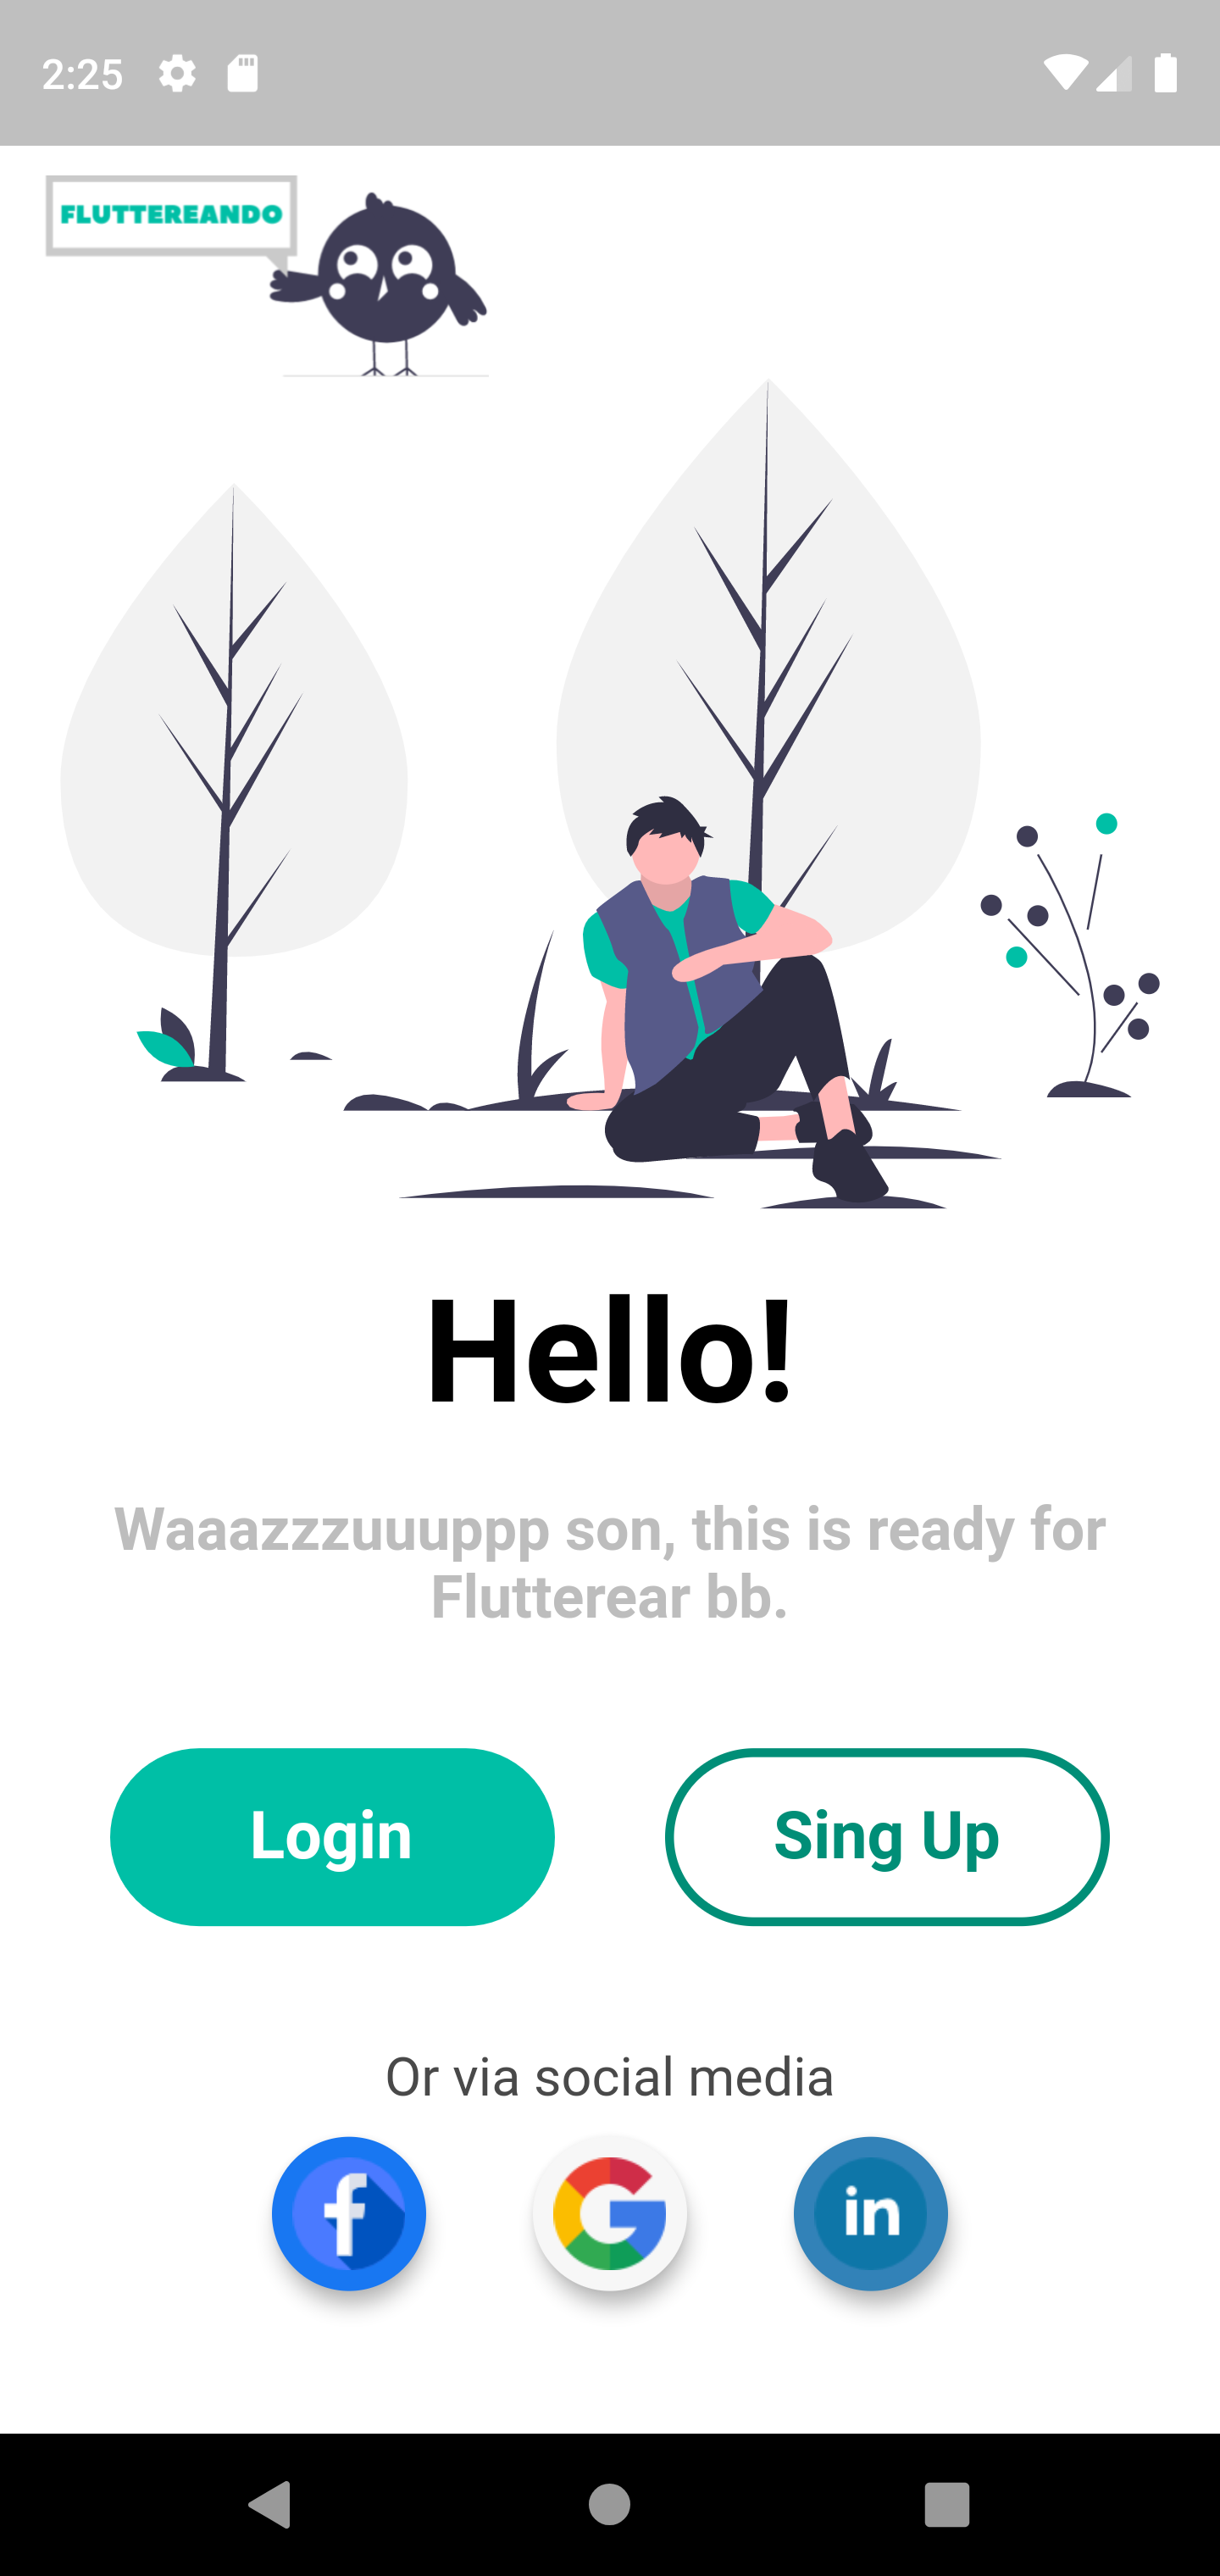 2:25
FLUTTEREANDO
Hello!
Waaazzzuuuppp son, this is ready for
Flutterear bb.
Login
Sing Up
Or via social media
f
G
in